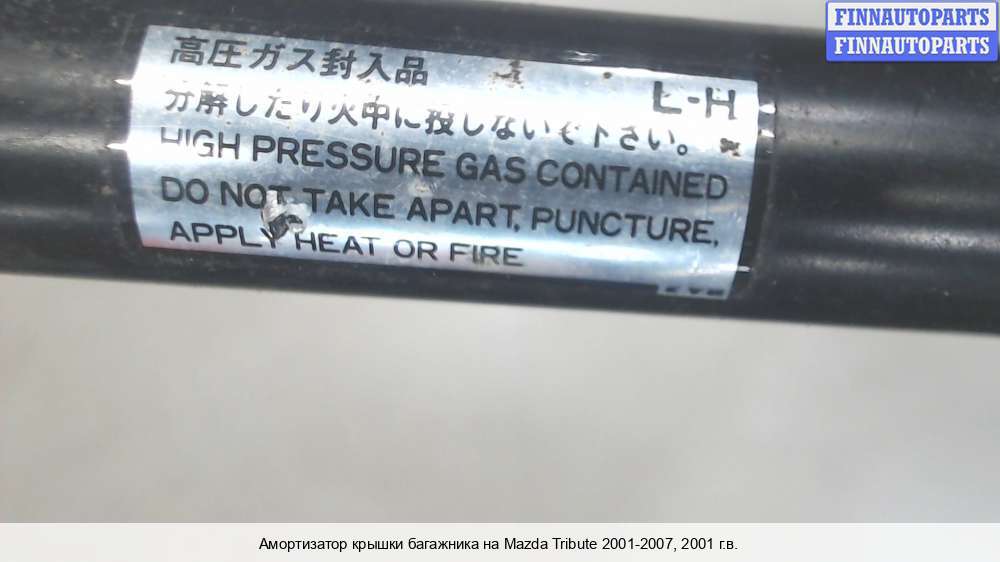 FINNAUTOPARTS
FINNAUTOPARTS
高圧ガス封入品
L-H
分解したり火中に投しないで下さい。
HIGH PRESSURE GAS CONTAINED
DO NOT TAKE APART, PUNCTURE,
APPLY HEAT OR FIRE
Амортизатор крышки багажника на Mazda Tribute 2001-2007, 2001 г.в.